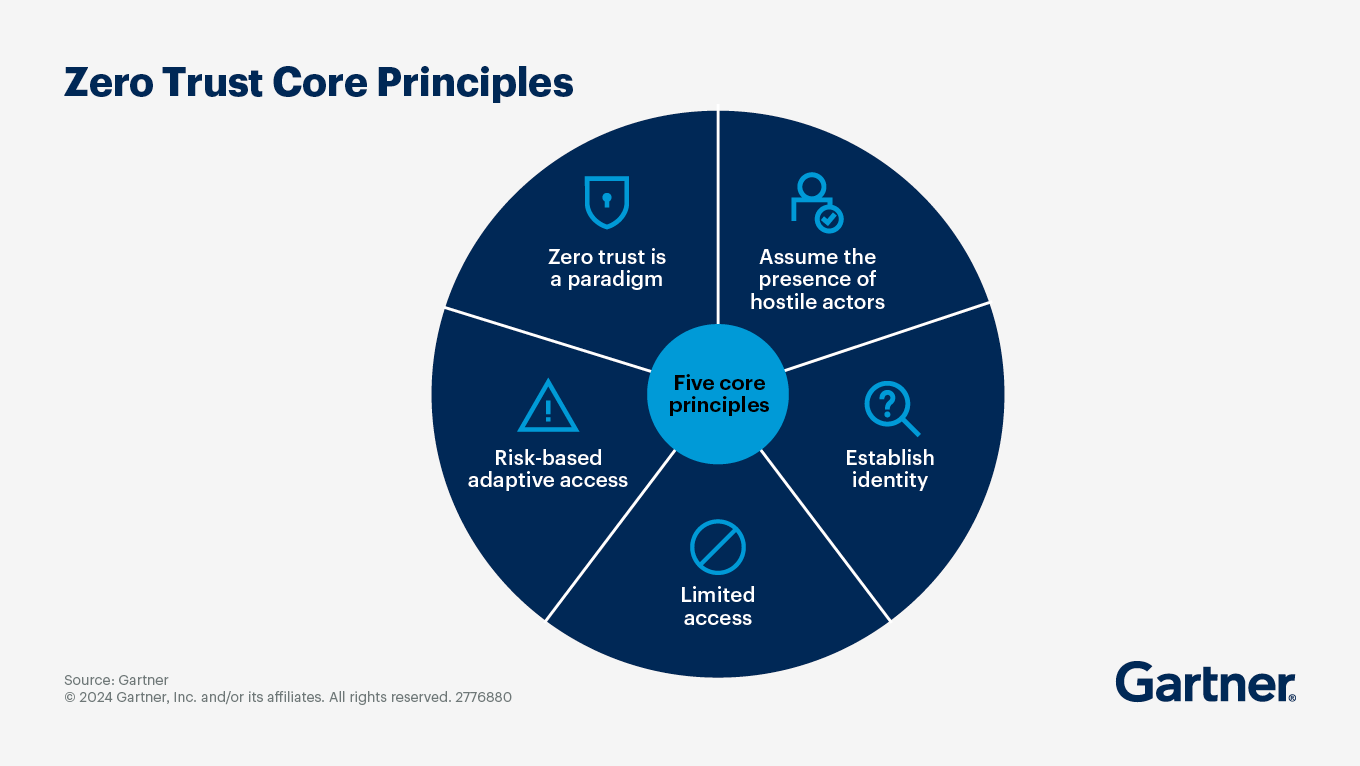 Zero Trust Core Principles
Zero trust is
a paradigm
Assume the
presence of
hostile actors
Five core
principles
Risk-based
adaptive access
Establish
identity
Limited
access
Source: Gartner
© 2024 Gartner, Inc. and/or its affiliates. All rights reserved. 2776880
Gartner®